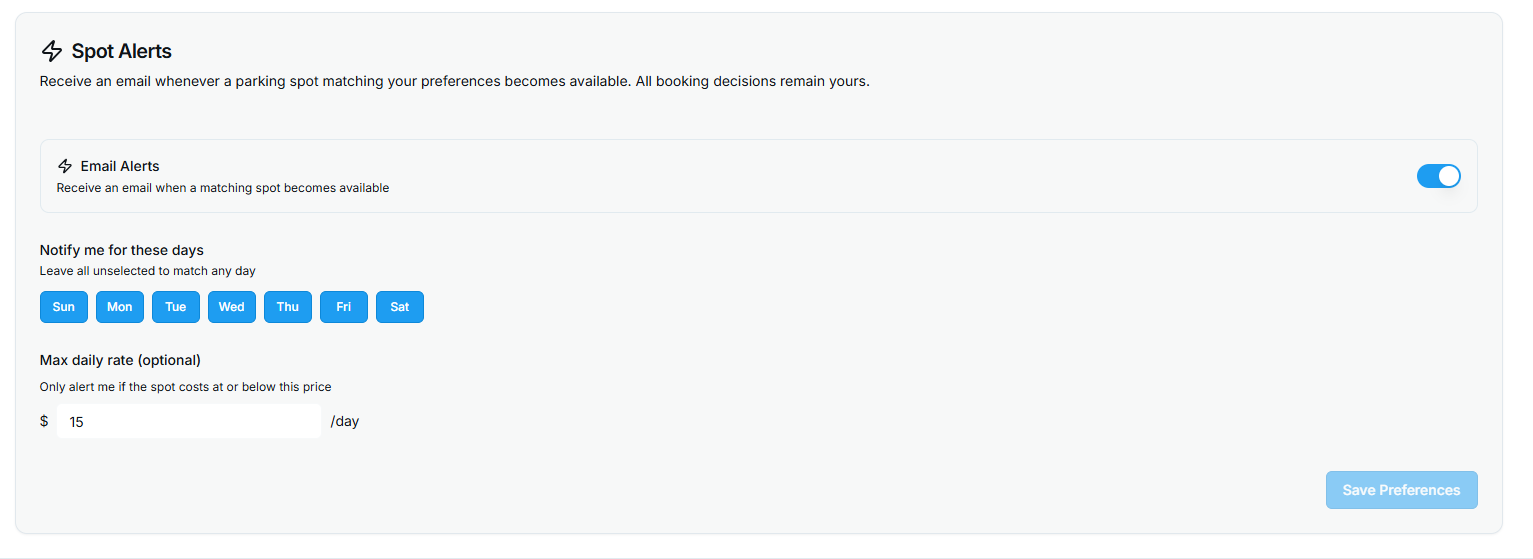 Spot Alerts
Receive an email whenever a parking spot matching your preferences becomes available. All booking decisions remain yours.
Email Alerts
Receive an email when a matching spot becomes available
Notify me for these days
Leave all unselected to match any day
Sun Mon Tue Wed Thu Fri Sat
Max daily rate (optional)
Only alert me if the spot costs at or below this price
$ 15 /day
Save Preferences